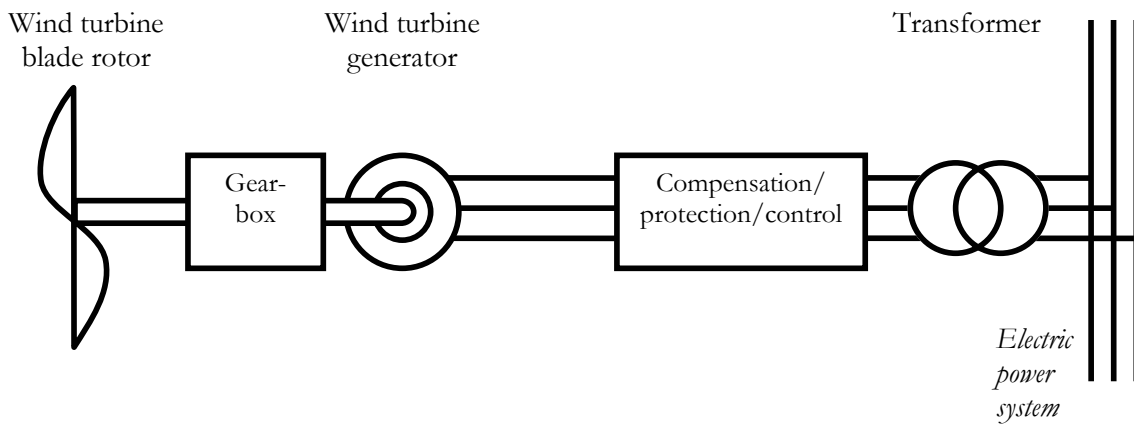 Wind turbine
blade rotor
Wind turbine
generator
Transformer
Gear-
box
Compensation/
protection/control
Electric
power
system